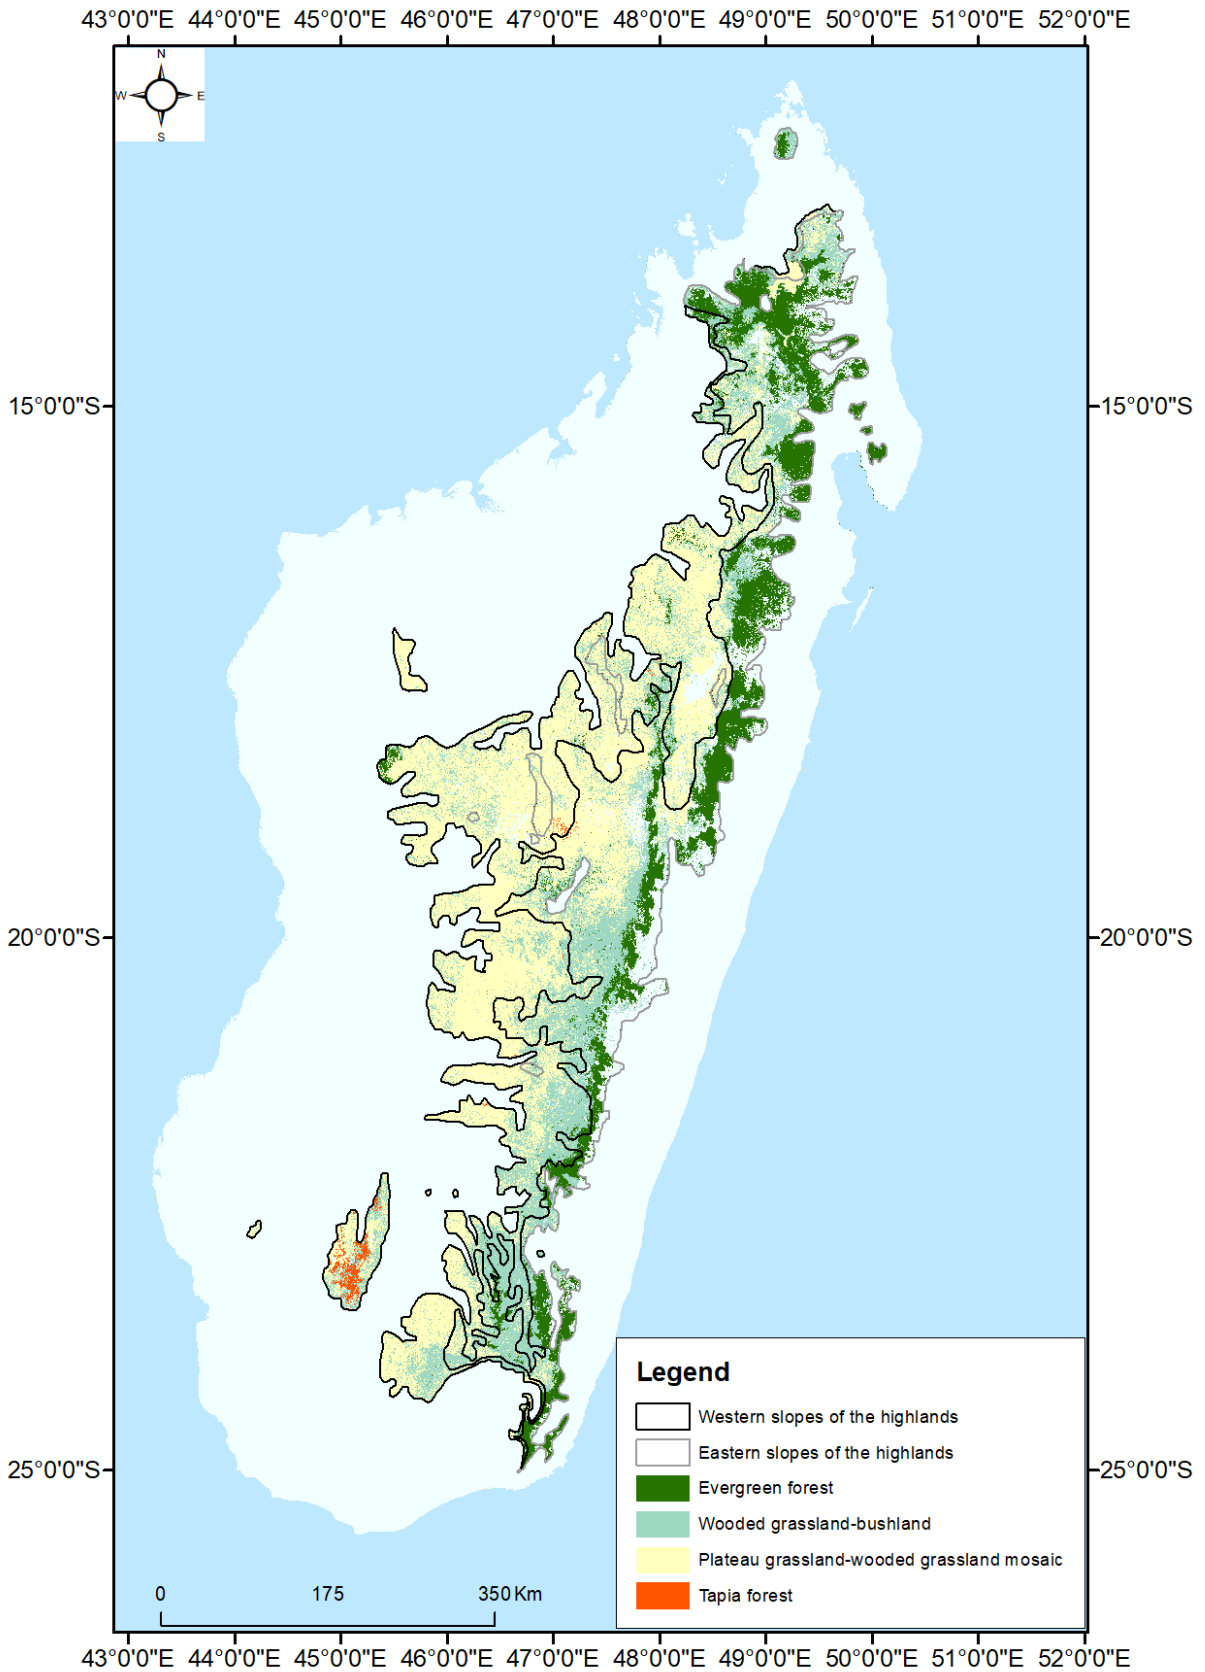 43°0'0"E 44°0'0"E 45°0'0"E 46°0'0"E 47°0'0"E 48°0'0"E 49°0'0"E 50°0'0"E 51°0'0"E 52°0'0"E
N
W E
S
15°0'0"S 15°0'0"S
20°0'0"S 20°0'0"S
Legend
Western slopes of the highlands
Eastern slopes of the highlands
25°0'0"S 25°0'0"S
Evergreen forest
Wooded grassland-bushland
Plateau grassland-wooded grassland mosaic
Tapia forest
0 175 350 Km
43°0'0"E 44°0'0"E 45°0'0"E 46°0'0"E 47°0'0"E 48°0'0"E 49°0'0"E 50°0'0"E 51°0'0"E 52°0'0"E